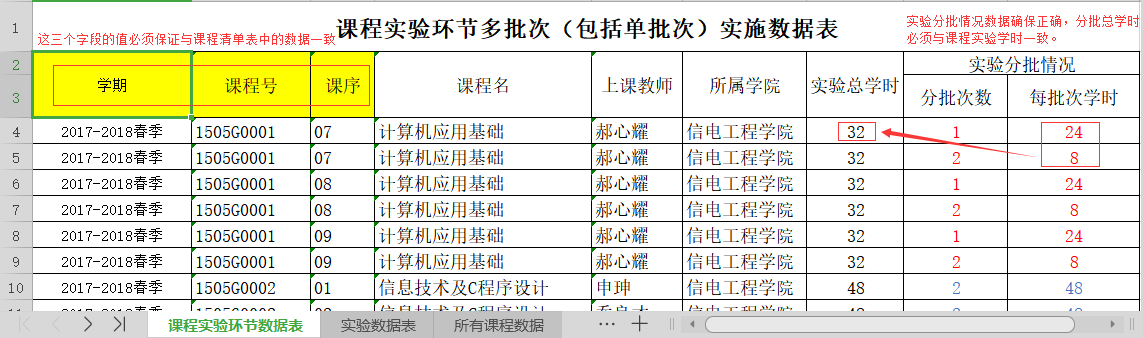 课程实验环节多批次（包括单批次）实施数据表
这三个字段的值必须保证与课程清单表中的数据一致
实验分批情况数据确保正确，分批总学时
必须与课程实验学时一致。
学期 课程号 课序 课程名 上课教师 所属学院 实验总学时 实验分批情况
分批次数 每批次学时
1
2
3
4 2017-2018春季 1505G0001 07 计算机应用基础 郝心耀 信电工程学院 32 1 24
5 2017-2018春季 1505G0001 07 计算机应用基础 郝心耀 信电工程学院 32 2 8
6 2017-2018春季 1505G0001 08 计算机应用基础 郝心耀 信电工程学院 32 1 24
7 2017-2018春季 1505G0001 08 计算机应用基础 郝心耀 信电工程学院 32 2 8
8 2017-2018春季 1505G0001 09 计算机应用基础 郝心耀 信电工程学院 32 1 24
9 2017-2018春季 1505G0001 09 计算机应用基础 郝心耀 信电工程学院 32 2 8
10 2017-2018春季 1505G0002 01 信息技术及C程序设计 申珅 信电工程学院 48 2 48
课程实验环节数据表 实验数据表 所有课程数据 ...